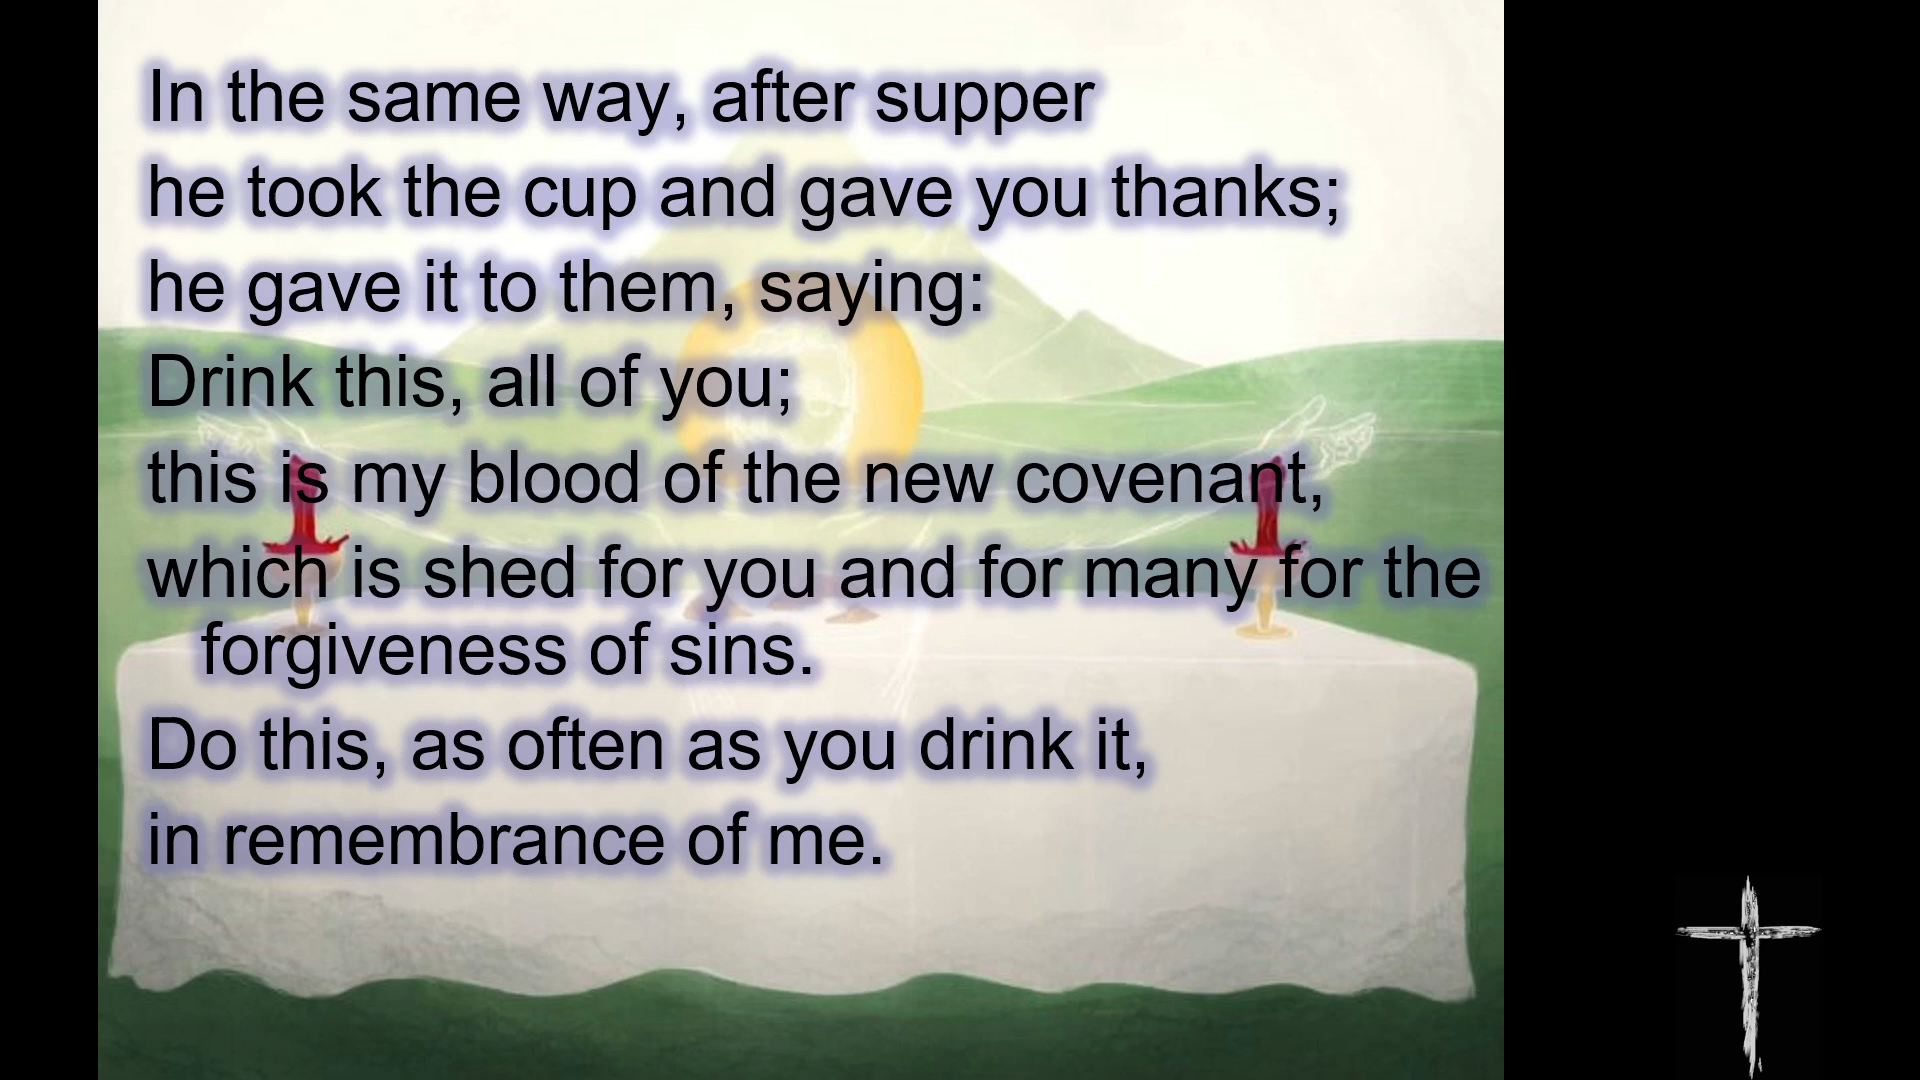 In the same way, after supper
he took the cup and gave you thanks;
he gave it to them, saying:
Drink this, all of you;
this is my blood of the new covenant,
which is shed for you and for many for the
forgiveness of sins.
Do this, as often as you drink it,
in remembrance of me.